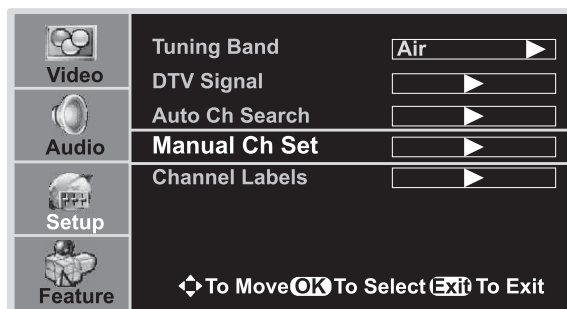 Video
Audio
Setup
Feature
Tuning Band Air
DTV Signal
Auto Ch Search
Manual Ch Set
Channel Labels
To Move OK To Select Exit To Exit